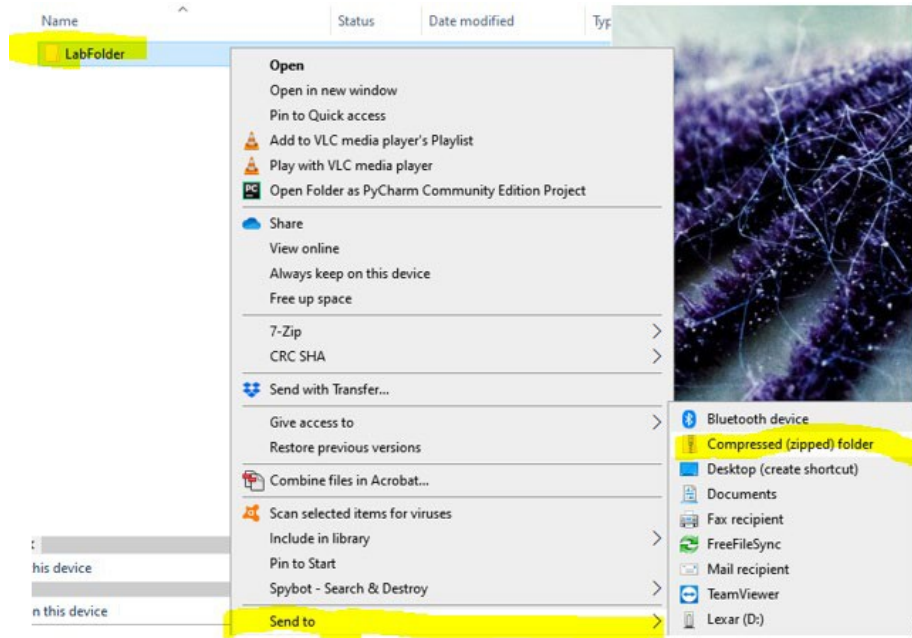 Name Status Date modified Typ
LabFolder
Open
Open in new window
Pin to Quick access
Add to VLC media player's Playlist
Play with VLC media player
PC Open Folder as PyCharm Community Edition Project
Share
View online
Always keep on this device
Free up space
7-Zip
CRC SHA
Send with Transfer...
Give access to
Restore previous versions
Combine files in Acrobat...
Scan selected items for viruses
Include in library
Pin to Start
Spybot - Search & Destroy
Send to
his device
n this device
Bluetooth device
Compressed (zipped) folder
Desktop (create shortcut)
Documents
Fax recipient
FreeFileSync
Mail recipient
TeamViewer
Lexar (D:)